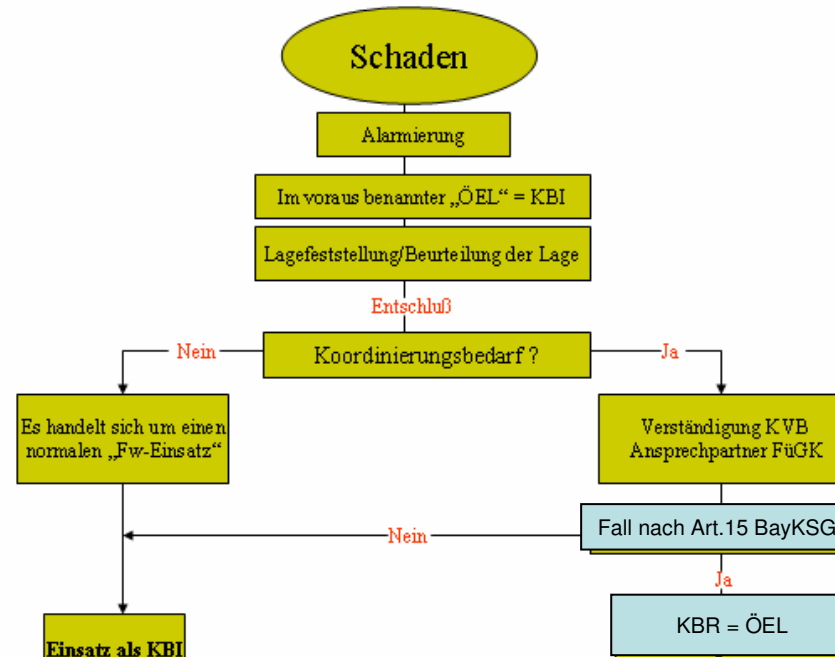 Schaden
Alarmierung
Im voraus benannter „ÖEL“ = KBI
Lagefeststellung/Beurteilung der Lage
Entschluß
Nein
Koordinierungsbedarf ?
Ja
Es handelt sich um einen
normalen „Fw-Einsatz“
Verständigung KVB
Ansprechpartner FüGK
Nein
Fall nach Art.15 BayKSG
Ja
KBR = ÖEL
Einsatz als KBI